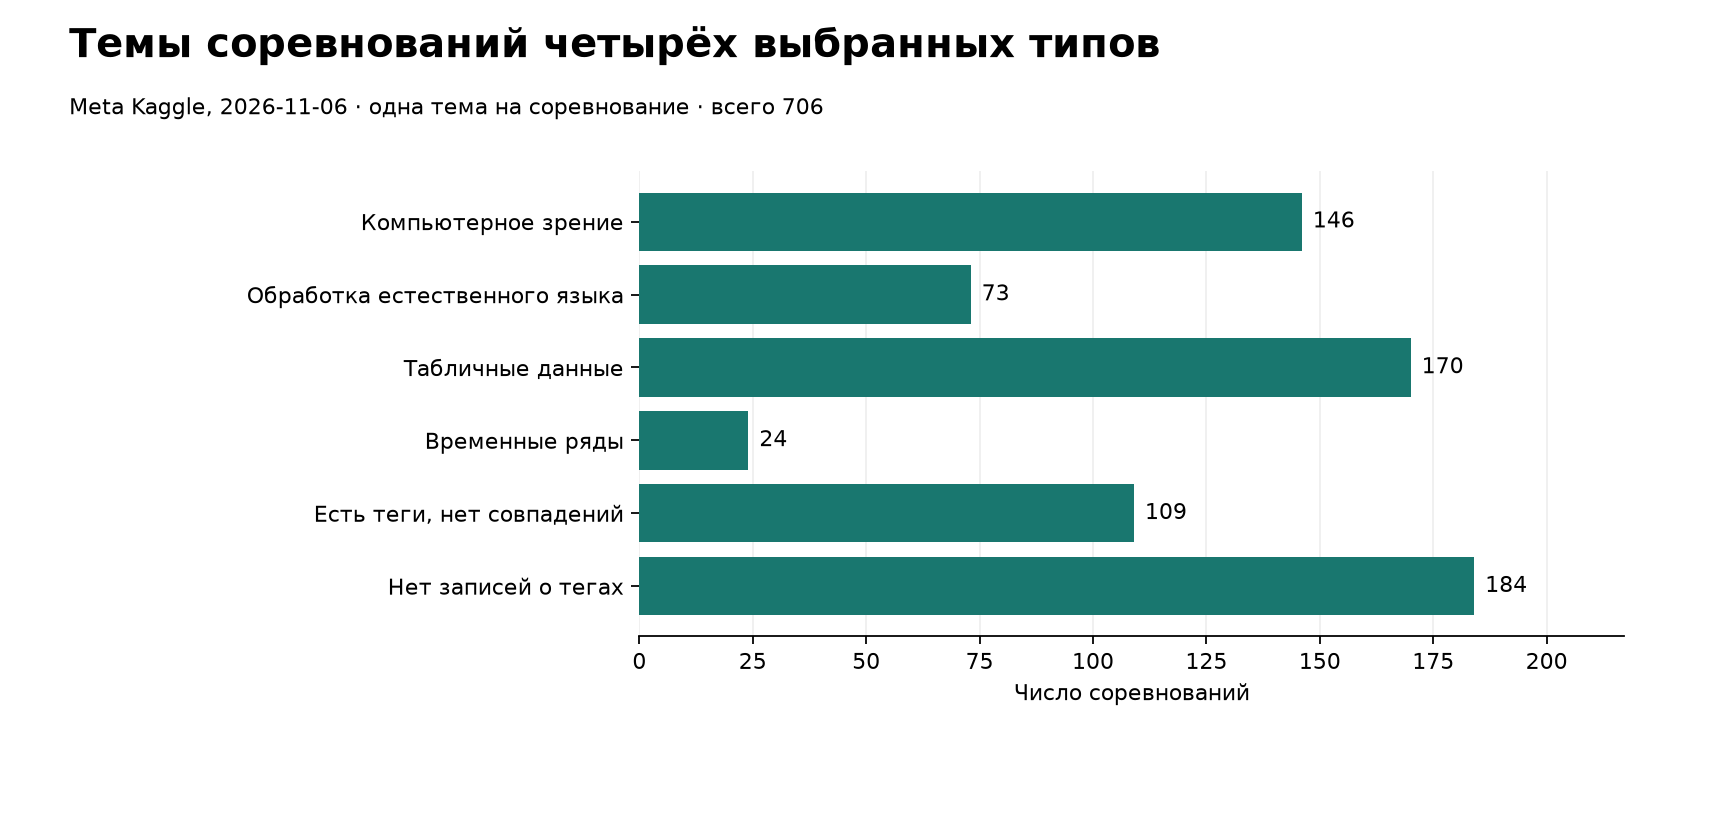 Темы соревнований четырёх выбранных типов
Meta Kaggle, 2026-11-06 · одна тема на соревнование · всего 706
Компьютерное зрение 146
Обработка естественного языка 73
Табличные данные 170
Временные ряды 24
Есть теги, нет совпадений 109
Нет записей о тегах 184
0 25 50 75 100 125 150 175 200
Число соревнований